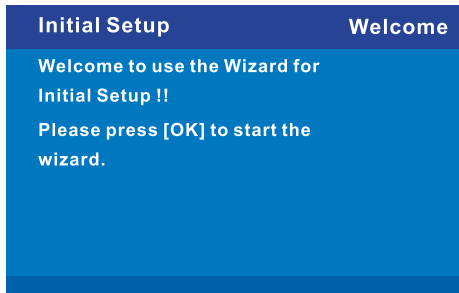 Initial Setup Welcome
Welcome to use the Wizard for
Initial Setup !!
Please press [OK] to start the
wizard.